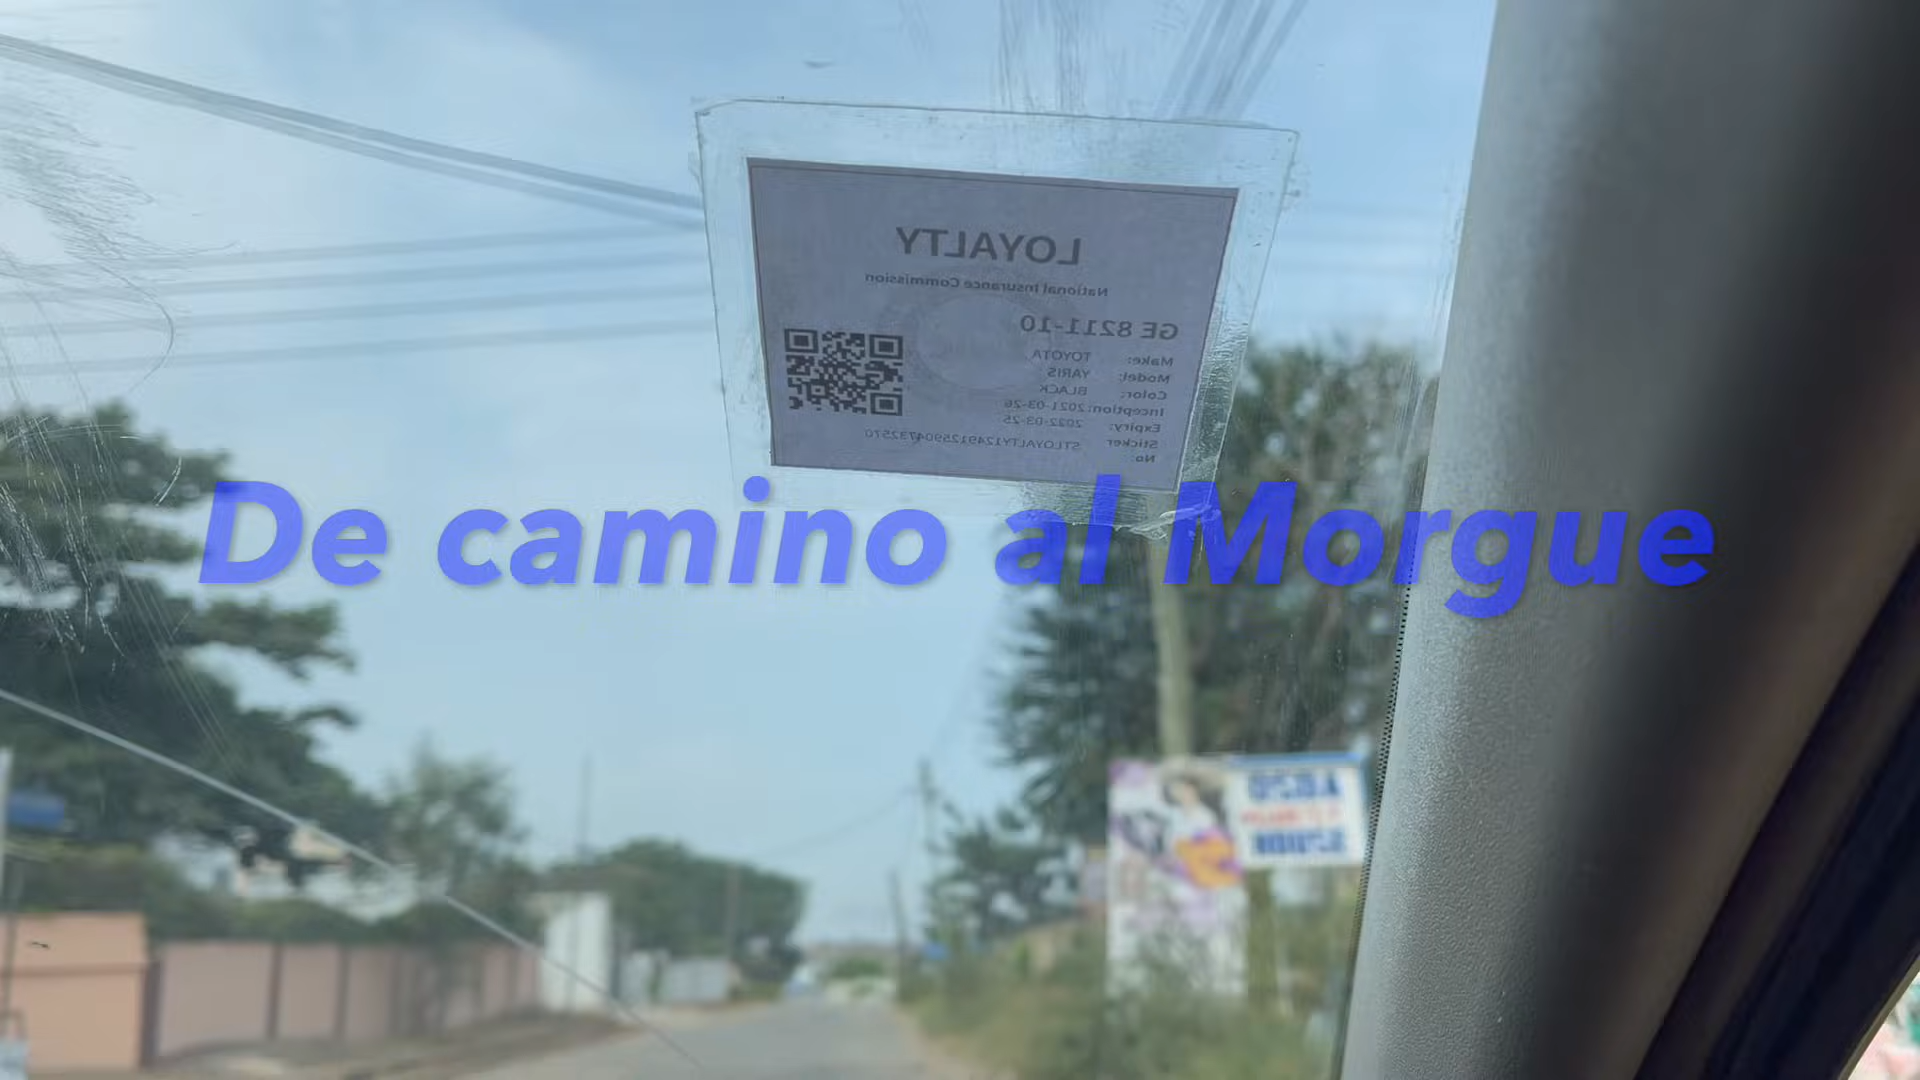 LOYALTY
National Insurance Commission
GE 8211-10
Make: TOYOTA
Model: YARIS
Color: BLACK
Inception: 2021-03-26
Expiry: 2022-03-25
Sticker STLOYALTY1249125904732570
No:
De camino al Morgue